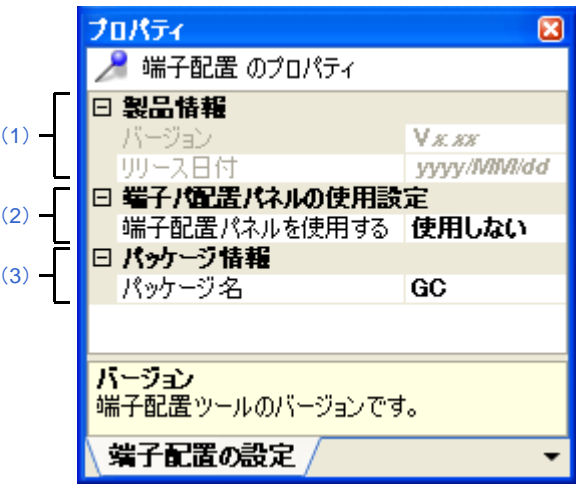 プロパティ
端子配置 のプロパティ
(1)
製品情報
バージョン V x.xx
リリース日付 yyyy/MM/dd
(2)
端子パ配置パネルの使用設定
端子配置パネルを使用する 使用しない
(3)
パッケージ情報
パッケージ名 GC
バージョン
端子配置ツールのバージョンです。
端子配置の設定